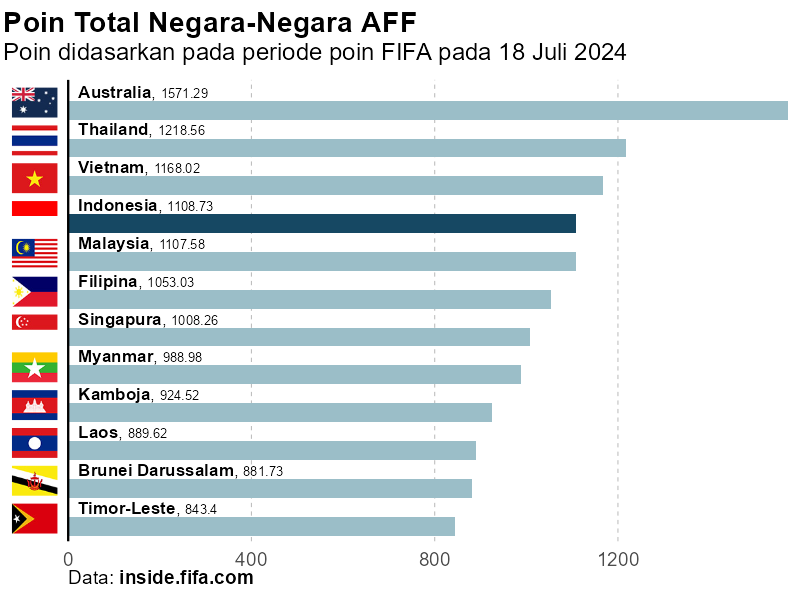 Poin Total Negara-Negara AFF
Poin didasarkan pada periode poin FIFA pada 18 Juli 2024
Australia, 1571.29
Thailand, 1218.56
Vietnam, 1168.02
Indonesia, 1108.73
Malaysia, 1107.58
Filipina, 1053.03
Singapura, 1008.26
Myanmar, 988.98
Kamboja, 924.52
Laos, 889.62
Brunei Darussalam, 881.73
Timor-Leste, 843.4
0 400 800 1200
Data: inside.fifa.com